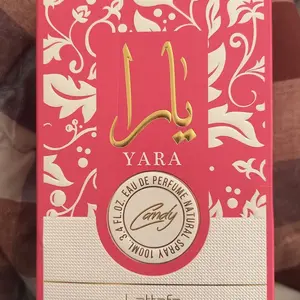 يارا
YARA
3.4 FL.OZ. EAU DE PERFUME NATURAL SPRAY 100ML.
Candy